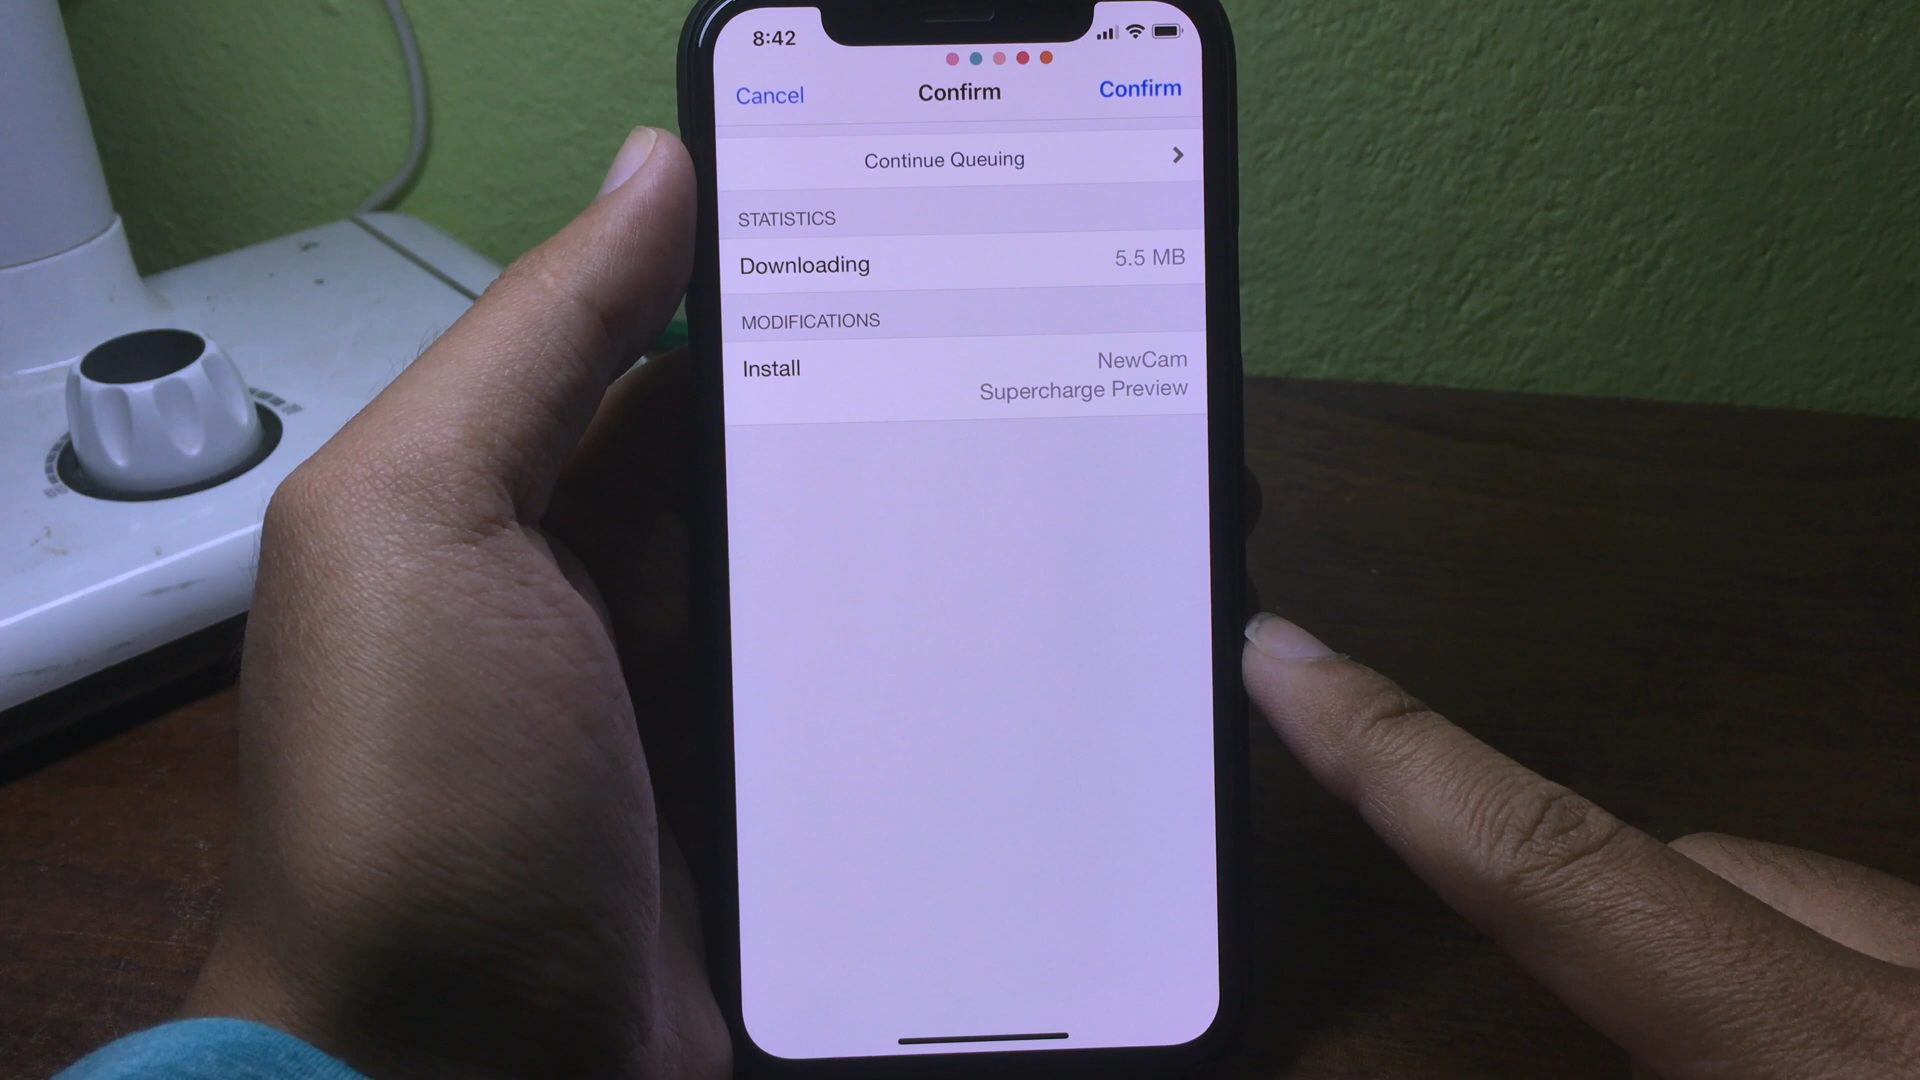 8:42
Cancel Confirm Confirm
Continue Queuing
STATISTICS
Downloading 5.5 MB
MODIFICATIONS
Install NewCam
Supercharge Preview